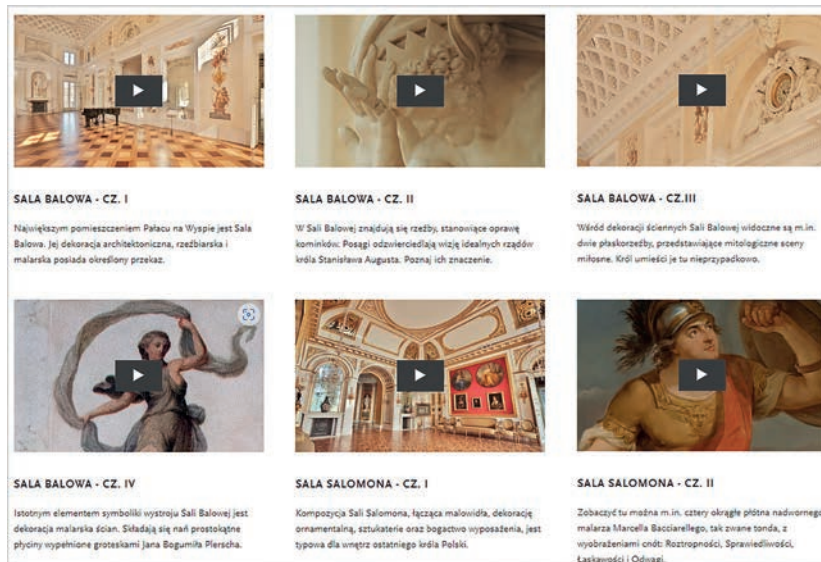 SALA BALOWA - CZ. I
Największym pomieszczeniem Pałacu na Wyspie jest Sala
Balowa. Jej dekoracja architektoniczna, rzeźbiarska i
malarska posiada określony przekaz.
SALA BALOWA - CZ. II
W Sali Balowej znajdują się rzeźby, stanowiące oprawę
kominków. Posągi odzwierciedlają wizję idealnych rządów
króla Stanisława Augusta. Poznaj ich znaczenie.
SALA BALOWA - CZ.III
Wśród dekoracji ściennych Sali Balowej widoczne są m.in.
dwie płaskorzeźby, przedstawiające mitologiczne sceny
miłosne. Król umieści je tu nieprzypadkowo.
SALA BALOWA - CZ. IV
Istotnym elementem symboliki wystroju Sali Balowej jest
dekoracja malarska ścian. Składają się nań prostokątne
płyciny wypełnione groteskami Jana Bogumiła Plerscha.
SALA SALOMONA - CZ. I
Kompozycja Sali Salomona, łącząca malowidła, dekorację
ornamentalną, sztukaterie oraz bogactwo wyposażenia, jest
typowa dla wnętrz ostatniego króla Polski.
SALA SALOMONA - CZ. II
Zobaczyć tu można m.in. cztery okrągłe płótna nadwornego
malarza Marcella Bacciarellego, tak zwane tonda, z
wyobrażeniami cnót: Roztropności, Sprawiedliwości,
Łaskawości i Odwagi.